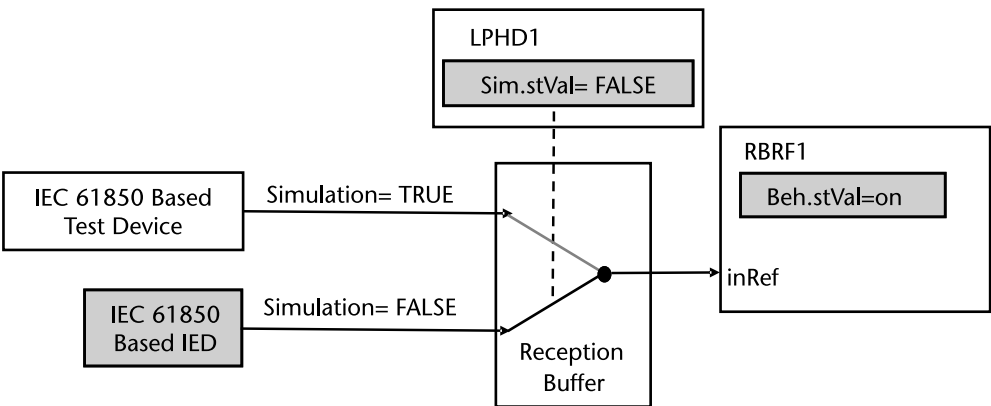 LPHD1
Sim.stVal= FALSE
RBRF1
Beh.stVal=on
inRef
IEC 61850 Based
Test Device
Simulation= TRUE
IEC 61850
Based IED
Simulation= FALSE
Reception
Buffer